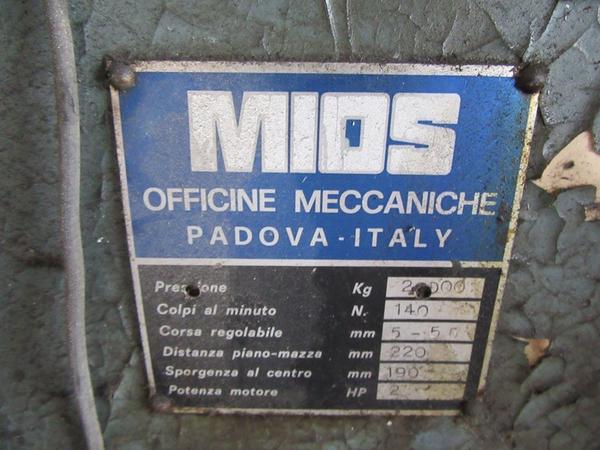 MIOS
OFFICINE MECCANICHE
PADOVA - ITALY
Pressione Kg
Colpi al minuto N. 140
Corsa regolabile mm 5 - 50
Distanza piano-mazza mm 220
Sporgenza al centro mm 190
Potenza motore HP 2